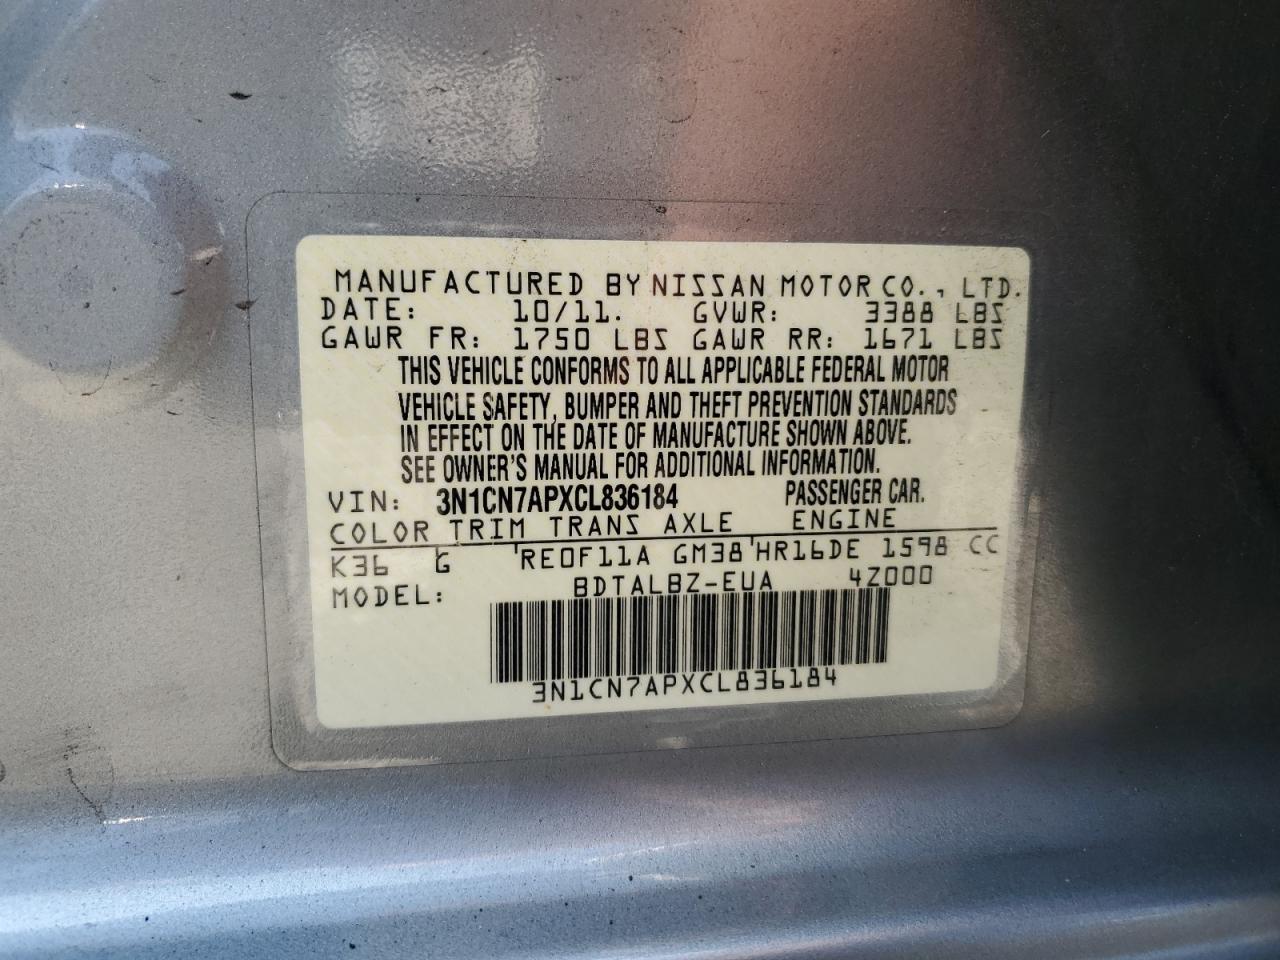 MANUFACTURED BY NISSAN MOTOR CO., LTD.
DATE: 10/11. GVWR: 3388 LBS
GAWR FR: 1750 LBS GAWR RR: 1671 LBS
THIS VEHICLE CONFORMS TO ALL APPLICABLE FEDERAL MOTOR
VEHICLE SAFETY, BUMPER AND THEFT PREVENTION STANDARDS
IN EFFECT ON THE DATE OF MANUFACTURE SHOWN ABOVE.
SEE OWNER'S MANUAL FOR ADDITIONAL INFORMATION.
VIN: 3N1CN7APXCL836184 PASSENGER CAR.
COLOR TRIM TRANS AXLE ENGINE
K36 G RE0F11A GM38 HR16DE 1598 CC
MODEL: BDTALBZ-EUA 4Z000
3N1CN7APXCL836184